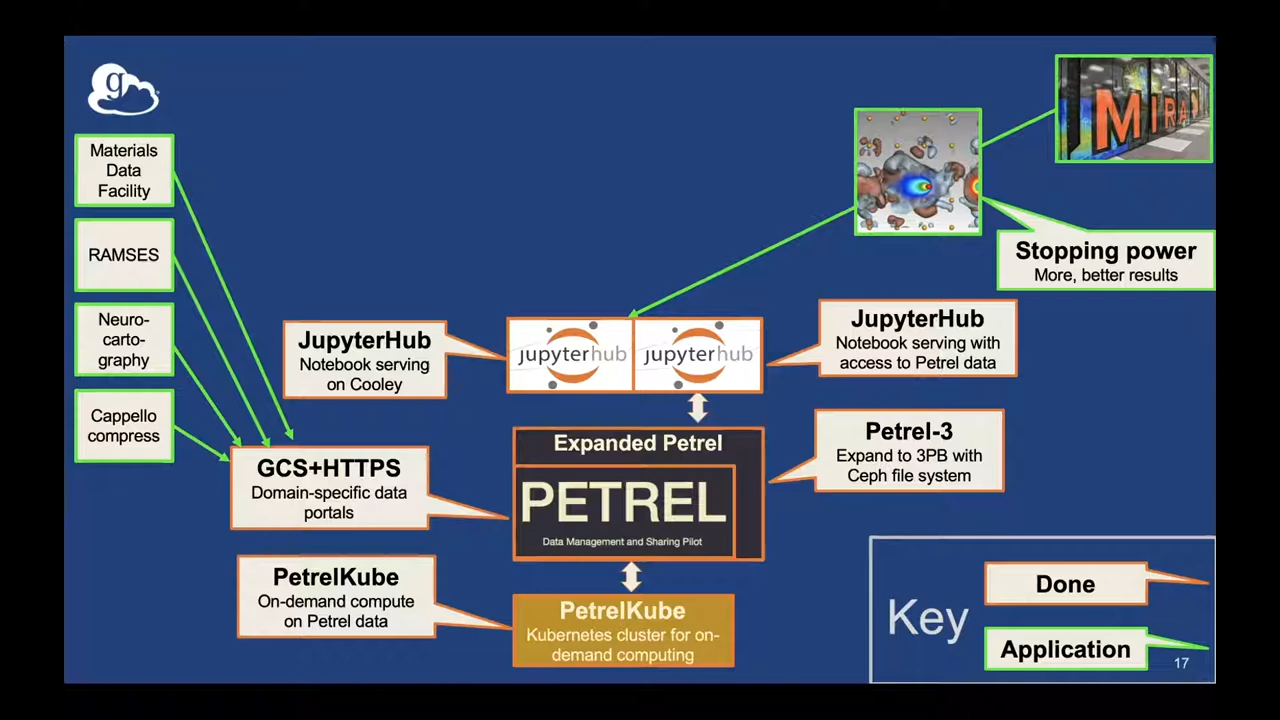 g
MIRA
Materials
Data
Facility
RAMSES
Neuro-
carto-
graphy
Cappello
compress
Stopping power
More, better results
JupyterHub
Notebook serving
on Cooley
jupyterhub
jupyterhub
JupyterHub
Notebook serving with
access to Petrel data
GCS+HTTPS
Domain-specific data
portals
Expanded Petrel
PETREL
Data Management and Sharing Pilot
Petrel-3
Expand to 3PB with
Ceph file system
PetrelKube
On-demand compute
on Petrel data
PetrelKube
Kubernetes cluster for on-
demand computing
Key
Done
Application
17